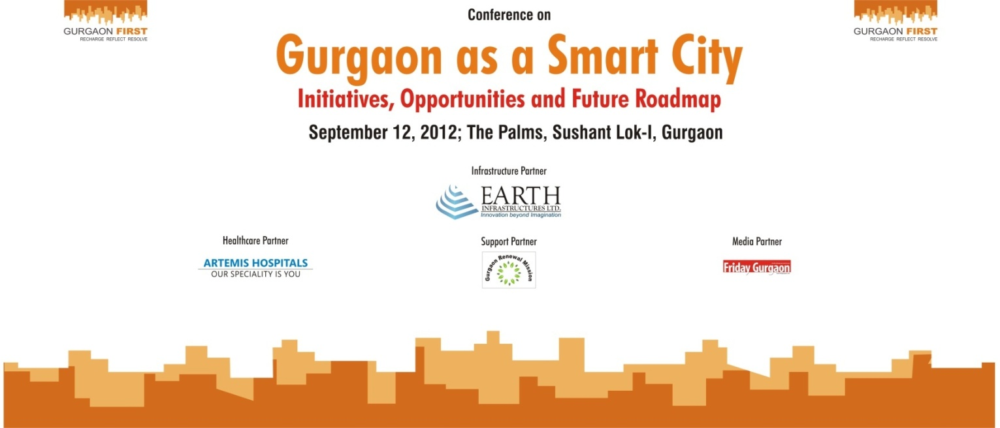 GURGAON FIRST
RECHARGE REFLECT RESOLVE
Conference on
GURGAON FIRST
RECHARGE REFLECT RESOLVE
Gurgaon as a Smart City
Initiatives, Opportunities and Future Roadmap
September 12, 2012; The Palms, Sushant Lok-I, Gurgaon
Infrastructure Partner
EARTH
INFRASTRUCTURES LTD.
Innovation beyond Imagination
Healthcare Partner
ARTEMIS HOSPITALS
OUR SPECIALITY IS YOU
Support Partner
Gurgaon Renewal Mission
Media Partner
Friday Gurgaon